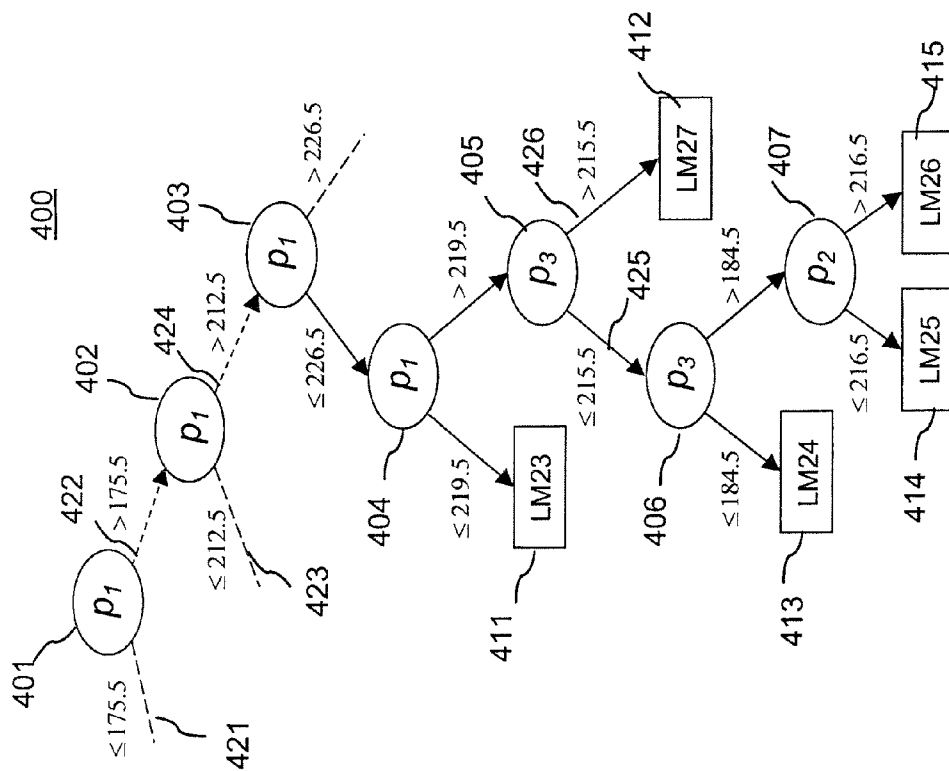 400
401
p1
≤175.5
421
422
> 175.5
402
p1
≤ 212.5
423
424
> 212.5
403
p1
> 226.5
≤ 226.5
404
p1
≤ 219.5
> 219.5
411
LM23
405
p3
426
> 215.5
412
LM27
425
≤215.5
406
p3
≤184.5
> 184.5
413
LM24
407
p2
≤ 216.5
> 216.5
414
LM25
LM26
415